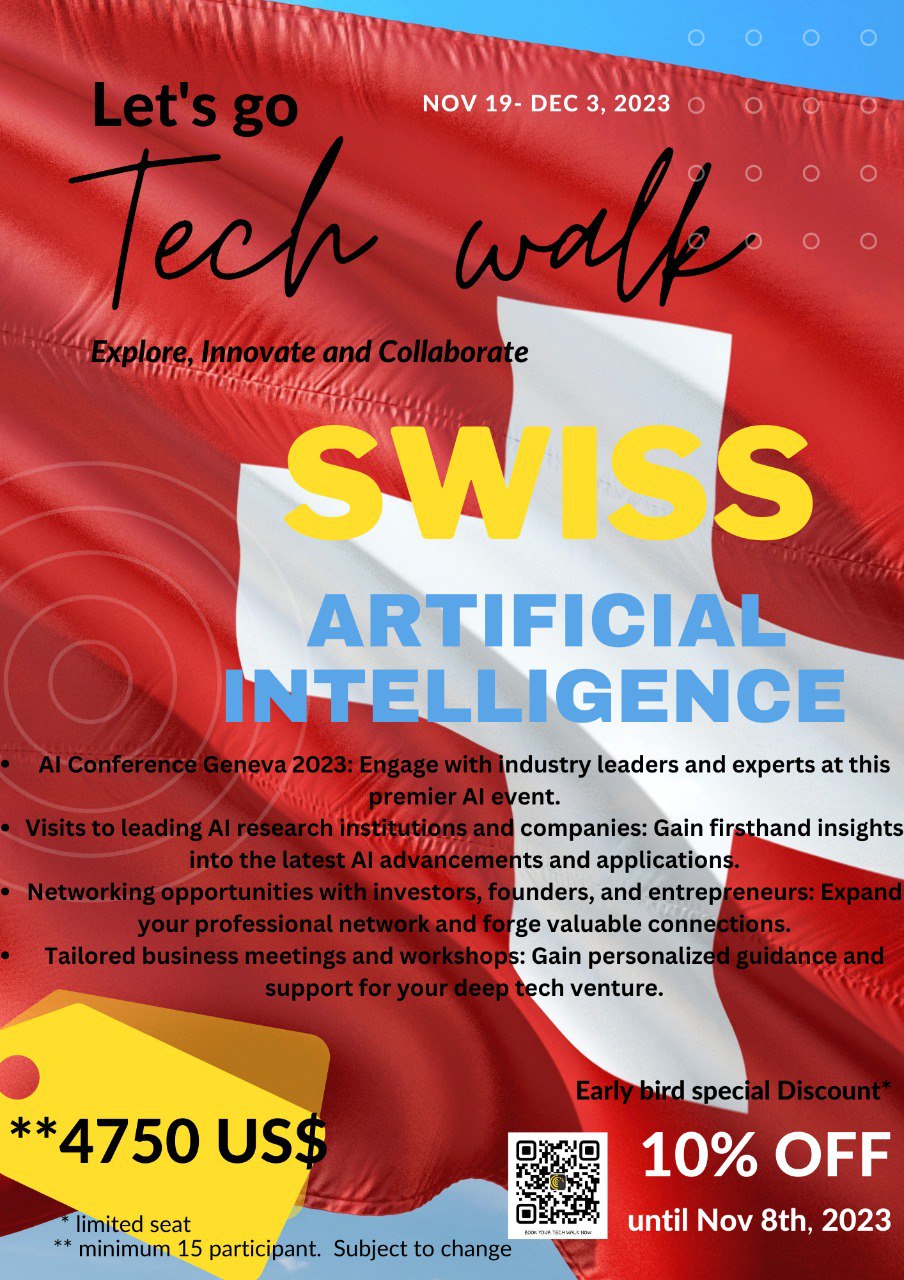 Let's go
NOV 19- DEC 3, 2023
Tech walk
Explore, Innovate and Collaborate
SWISS
ARTIFICIAL
INTELLIGENCE
• AI Conference Geneva 2023: Engage with industry leaders and experts at this
premier AI event.
• Visits to leading AI research institutions and companies: Gain firsthand insights
into the latest AI advancements and applications.
• Networking opportunities with investors, founders, and entrepreneurs: Expand
your professional network and forge valuable connections.
• Tailored business meetings and workshops: Gain personalized guidance and
support for your deep tech venture.
Early bird special Discount*
**4750 US$
10% OFF
until Nov 8th, 2023
BOOK YOUR TECH WALK NOW
* limited seat
** minimum 15 participant. Subject to change